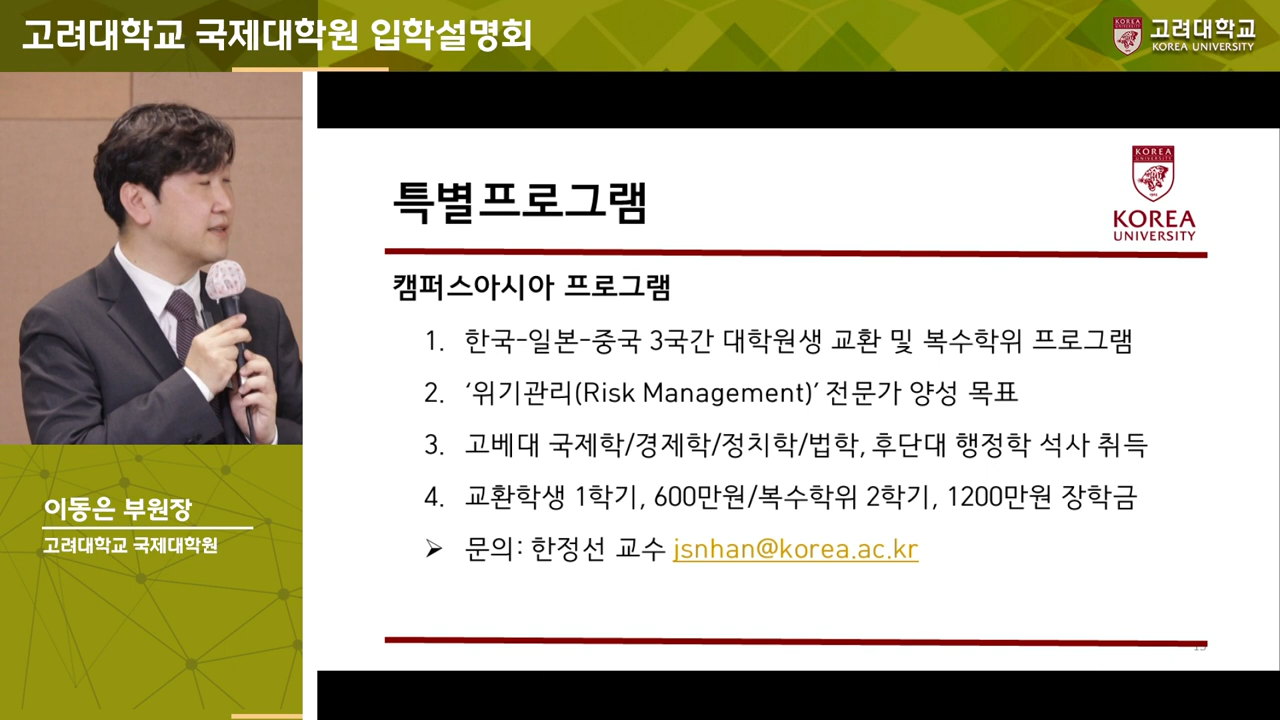 고려대학교 국제대학원 입학설명회
KOREA UNIVERSITY
고려대학교
KOREA UNIVERSITY
특별프로그램
KOREA UNIVERSITY
KOREA
UNIVERSITY
캠퍼스아시아 프로그램
1. 한국-일본-중국 3국간 대학원생 교환 및 복수학위 프로그램
2. ‘위기관리(Risk Management)’ 전문가 양성 목표
3. 고베대 국제학/경제학/정치학/법학, 후단대 행정학 석사 취득
4. 교환학생 1학기, 600만원/복수학위 2학기, 1200만원 장학금
➢ 문의: 한정선 교수 jsnhan@korea.ac.kr
이동은 부원장
고려대학교 국제대학원